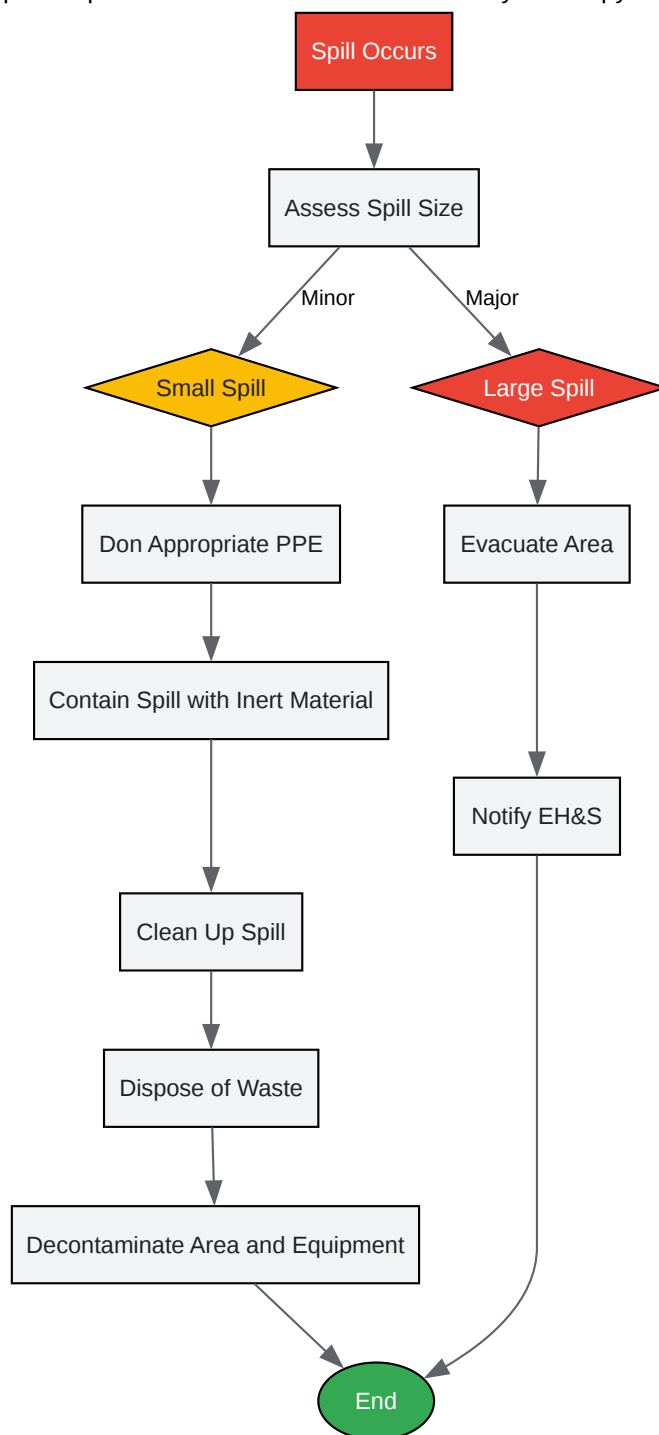 Spill Occurs
Assess Spill Size
Minor
Major
Small Spill
Large Spill
Don Appropriate PPE
Evacuate Area
Contain Spill with Inert Material
Notify EH&S
Clean Up Spill
Dispose of Waste
Decontaminate Area and Equipment
End